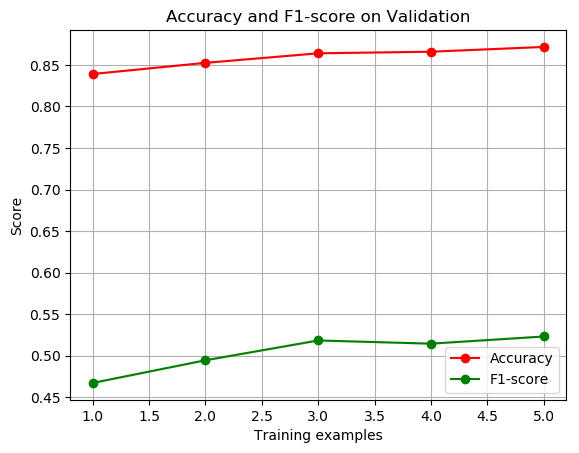 Accuracy and F1-score on Validation
Score
0.85
0.80
0.75
0.70
0.65
0.60
0.55
0.50
0.45
1.0 1.5 2.0 2.5 3.0 3.5 4.0 4.5 5.0
Training examples
Accuracy
F1-score